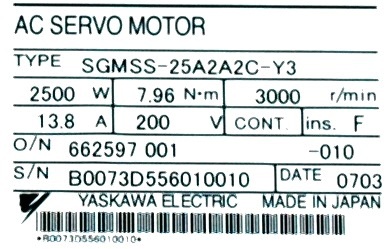 AC SERVO MOTOR
TYPE SGMSS-25A2A2C-Y3
2500 W 7.96 N·m 3000 r/min
13.8 A 200 V CONT. ins. F
O/N 662597 001 -010
S/N B0073D556010010 DATE 0703
YASKAWA ELECTRIC MADE IN JAPAN
*B0073D556010010*